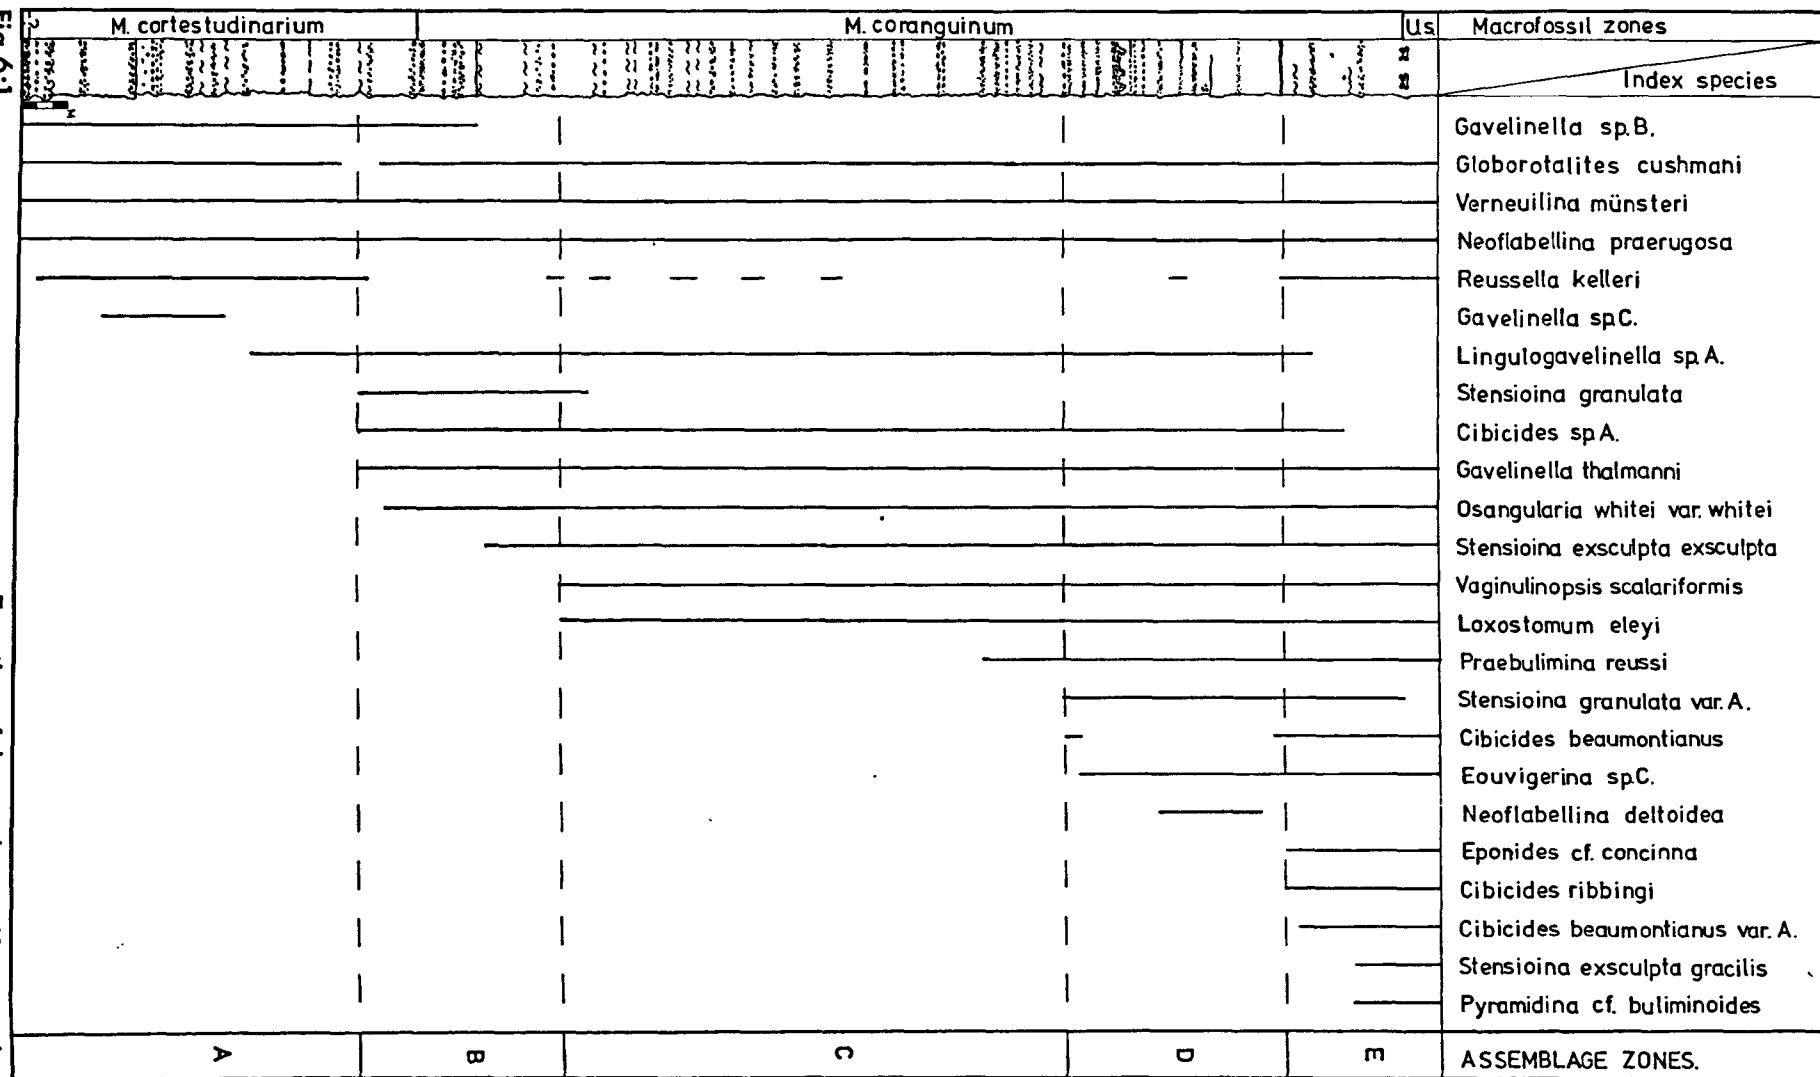 M. cortestudinarium
M. coranguinum
Us
Macrofossil zones
Index species
Gavelinella sp.B.
Globorotalites cushmani
Verneuilina münsteri
Neoflabellina praerugosa
Reussella kelleri
Gavelinella sp.C.
Lingulogavelinella sp.A.
Stensioina granulata
Cibicides sp.A.
Gavelinella thalmanni
Osangularia whitei var. whitei
Stensioina exsculpta exsculpta
Vaginulinopsis scalariformis
Loxostomum eleyi
Praebulimina reussi
Stensioina granulata var. A.
Cibicides beaumontianus
Eouvigerina sp.C.
Neoflabellina deltoidea
Eponides cf. concinna
Cibicides ribbingi
Cibicides beaumontianus var. A.
Stensioina exsculpta gracilis
Pyramidina cf. buliminoides
A
B
C
D
E
ASSEMBLAGE ZONES.
Fig. 6.1